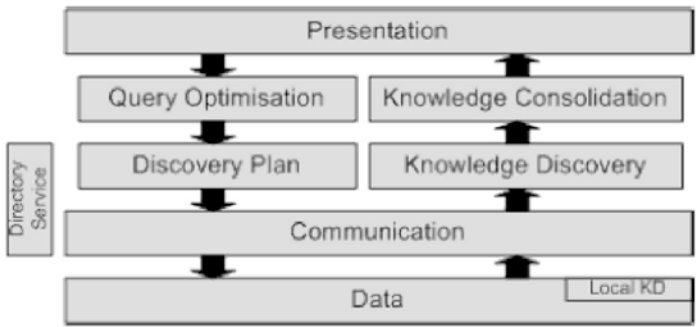 Presentation
Query Optimisation
Knowledge Consolidation
Discovery Plan
Knowledge Discovery
Directory
Service
Communication
Local KD
Data